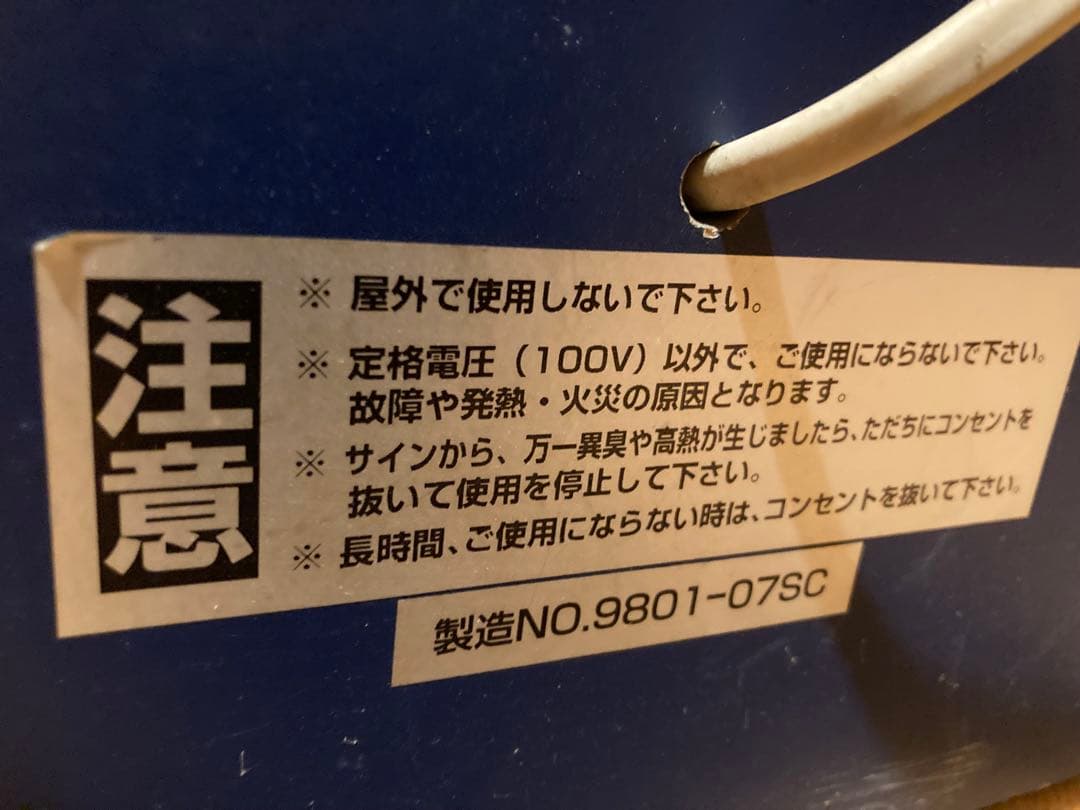 注意
※ 屋外で使用しないで下さい。
※ 定格電圧(100V)以外で、ご使用にならないで下さい。
故障や発熱・火災の原因となります。
※ サインから、万一異臭や高熱が生じましたら、ただちにコンセントを
抜いて使用を停止して下さい。
※ 長時間、ご使用にならない時は、コンセントを抜いて下さい。
製造NO.9801-07SC